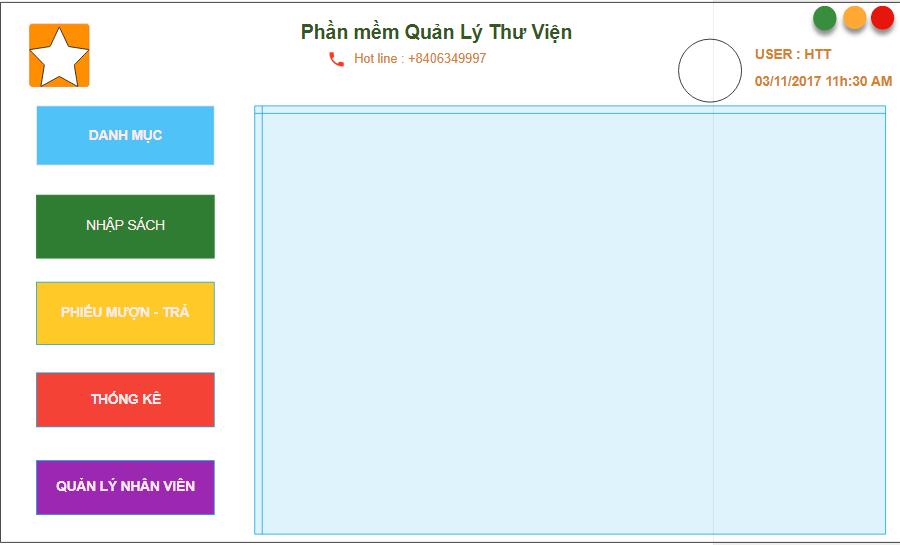 Phần mềm Quản Lý Thư Viện
Hot line : +8406349997
USER : HTT
03/11/2017 11h:30 AM
DANH MỤC
NHẬP SÁCH
PHIẾU MƯỢN - TRẢ
THỐNG KÊ
QUẢN LÝ NHÂN VIÊN